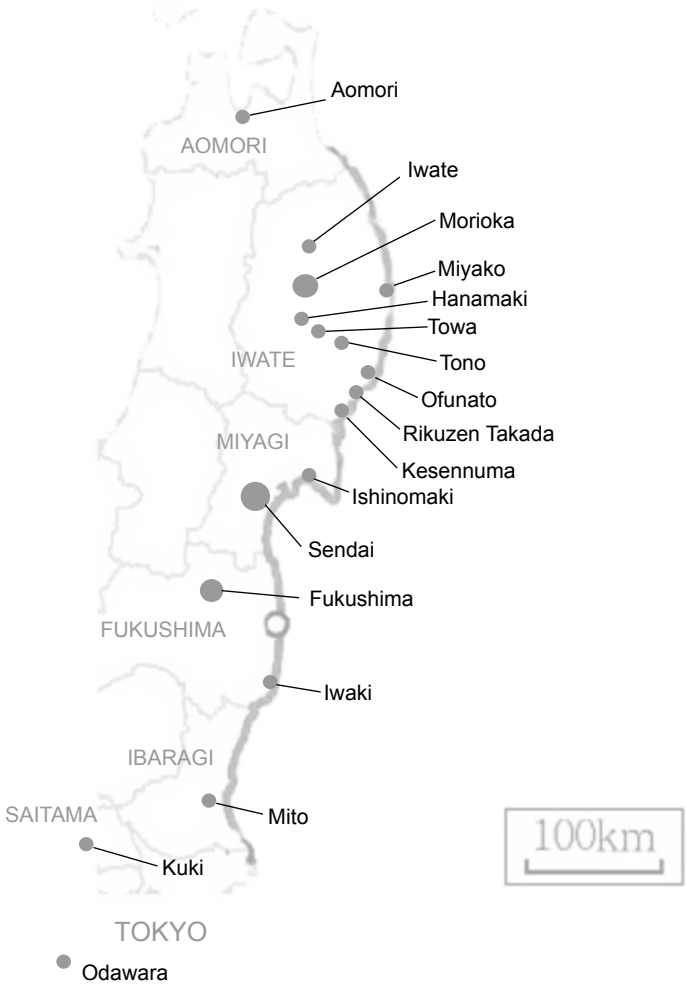 Aomori
AOMORI
Iwate
Morioka
Miyako
Hanamaki
Towa
IWATE
Tono
Ofunato
Rikuzen Takada
MIYAGI
Kesennuma
Ishinomaki
Sendai
Fukushima
FUKUSHIMA
Iwaki
IBARAGI
SAITAMA
Mito
100km
Kuki
TOKYO
Odawara